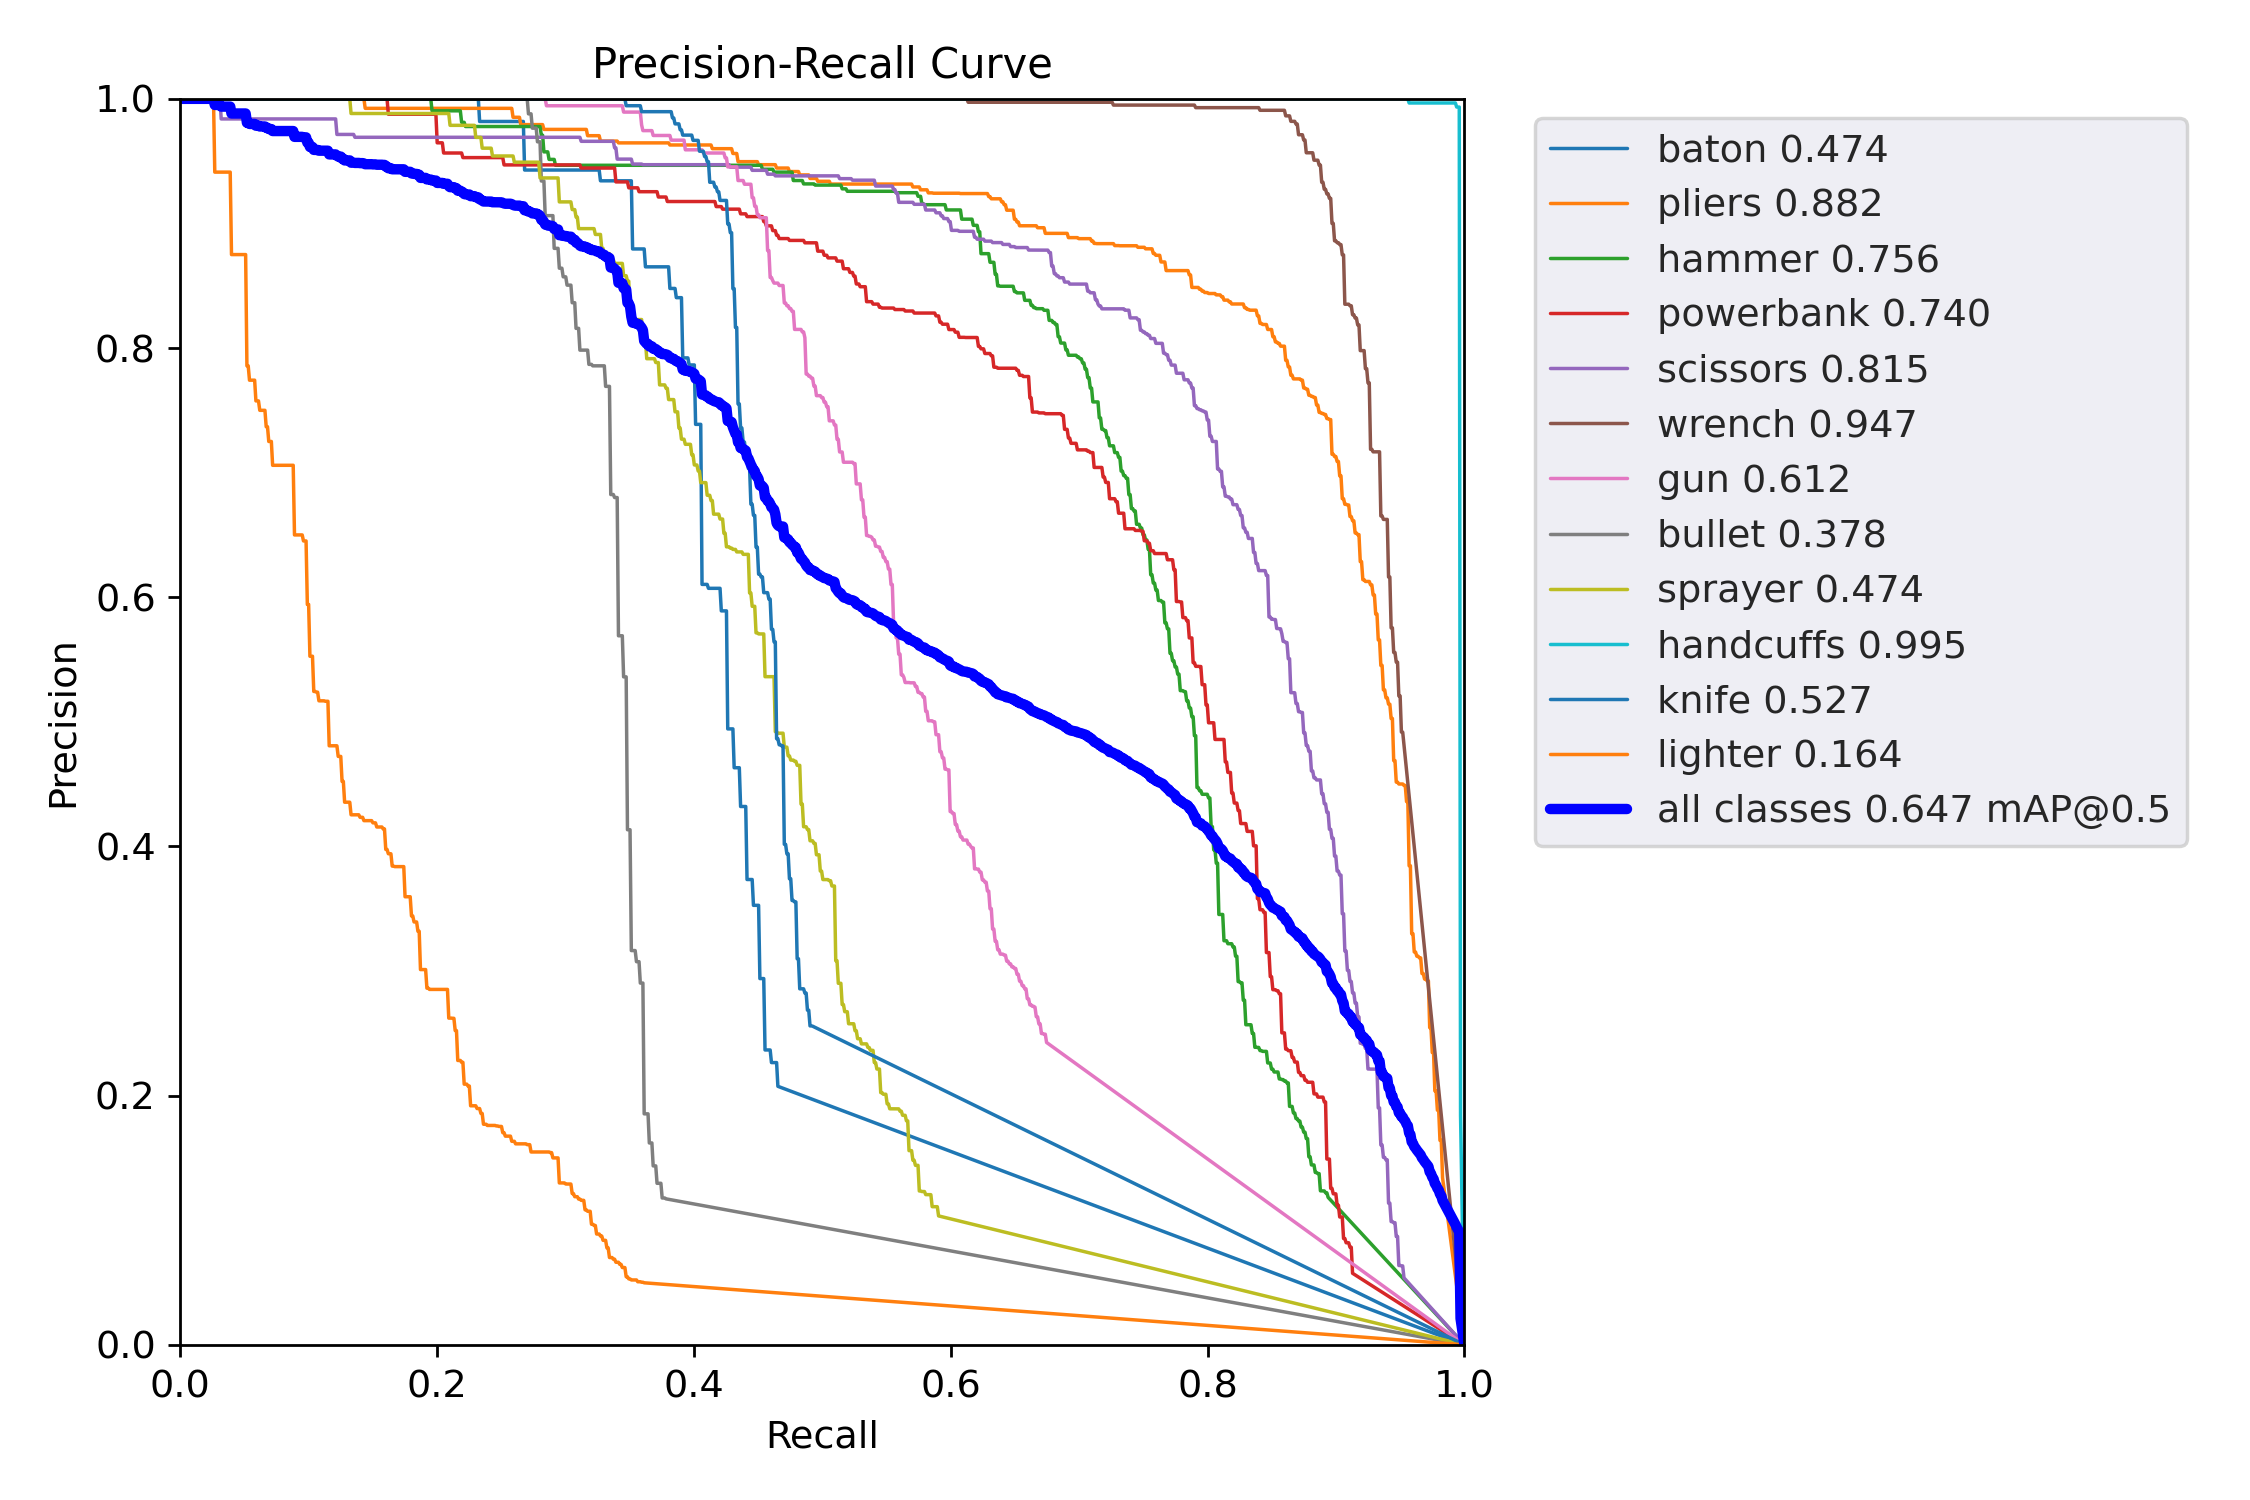 Precision-Recall Curve
1.0
0.8
0.6
0.4
0.2
0.0
Precision
0.0 0.2 0.4 0.6 0.8 1.0
Recall
baton 0.474
pliers 0.882
hammer 0.756
powerbank 0.740
scissors 0.815
wrench 0.947
gun 0.612
bullet 0.378
sprayer 0.474
handcuffs 0.995
knife 0.527
lighter 0.164
all classes 0.647 mAP@0.5